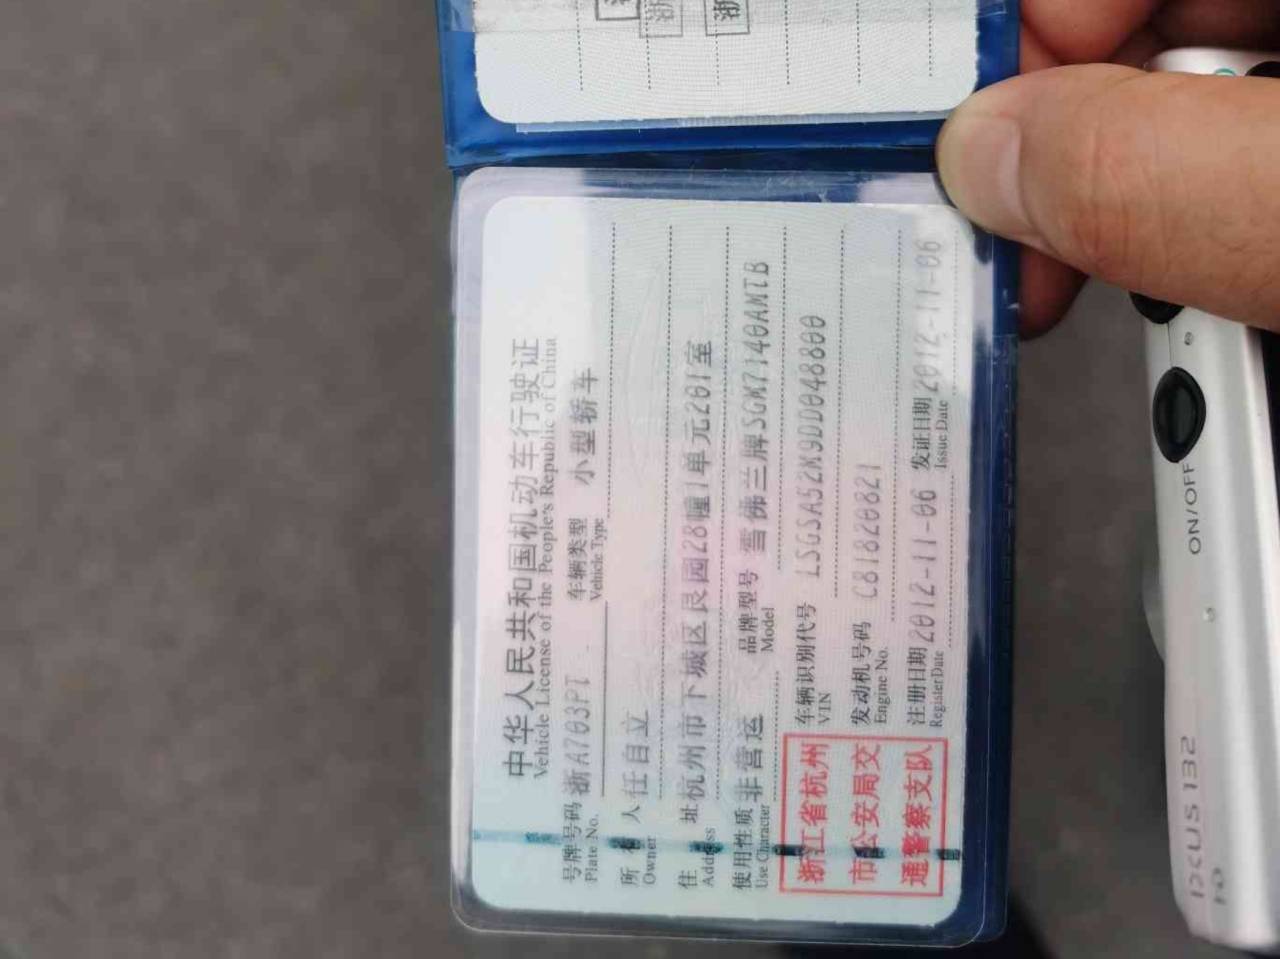 浙
浙
中华人民共和国机动车行驶证
Vehicle License of the People's Republic of China
号牌号码 浙A703PT 车辆类型 小型轿车
Plate No. Vehicle Type
所有人 任自立
Owner
住址 杭州市下城区艮园28幢1单元201室
Address
使用性质 非营运 品牌型号 雪佛兰牌SGM7140AMTB
Use Character Model
浙江省杭州
市公安局交
通警察支队
车辆识别代号 LSGSA52M9DD048800
VIN
发动机号码 C81820821
Engine No.
注册日期 2012-11-06 发证日期 2012-11-06
Register Date Issue Date
ON/OFF
IXUS 132